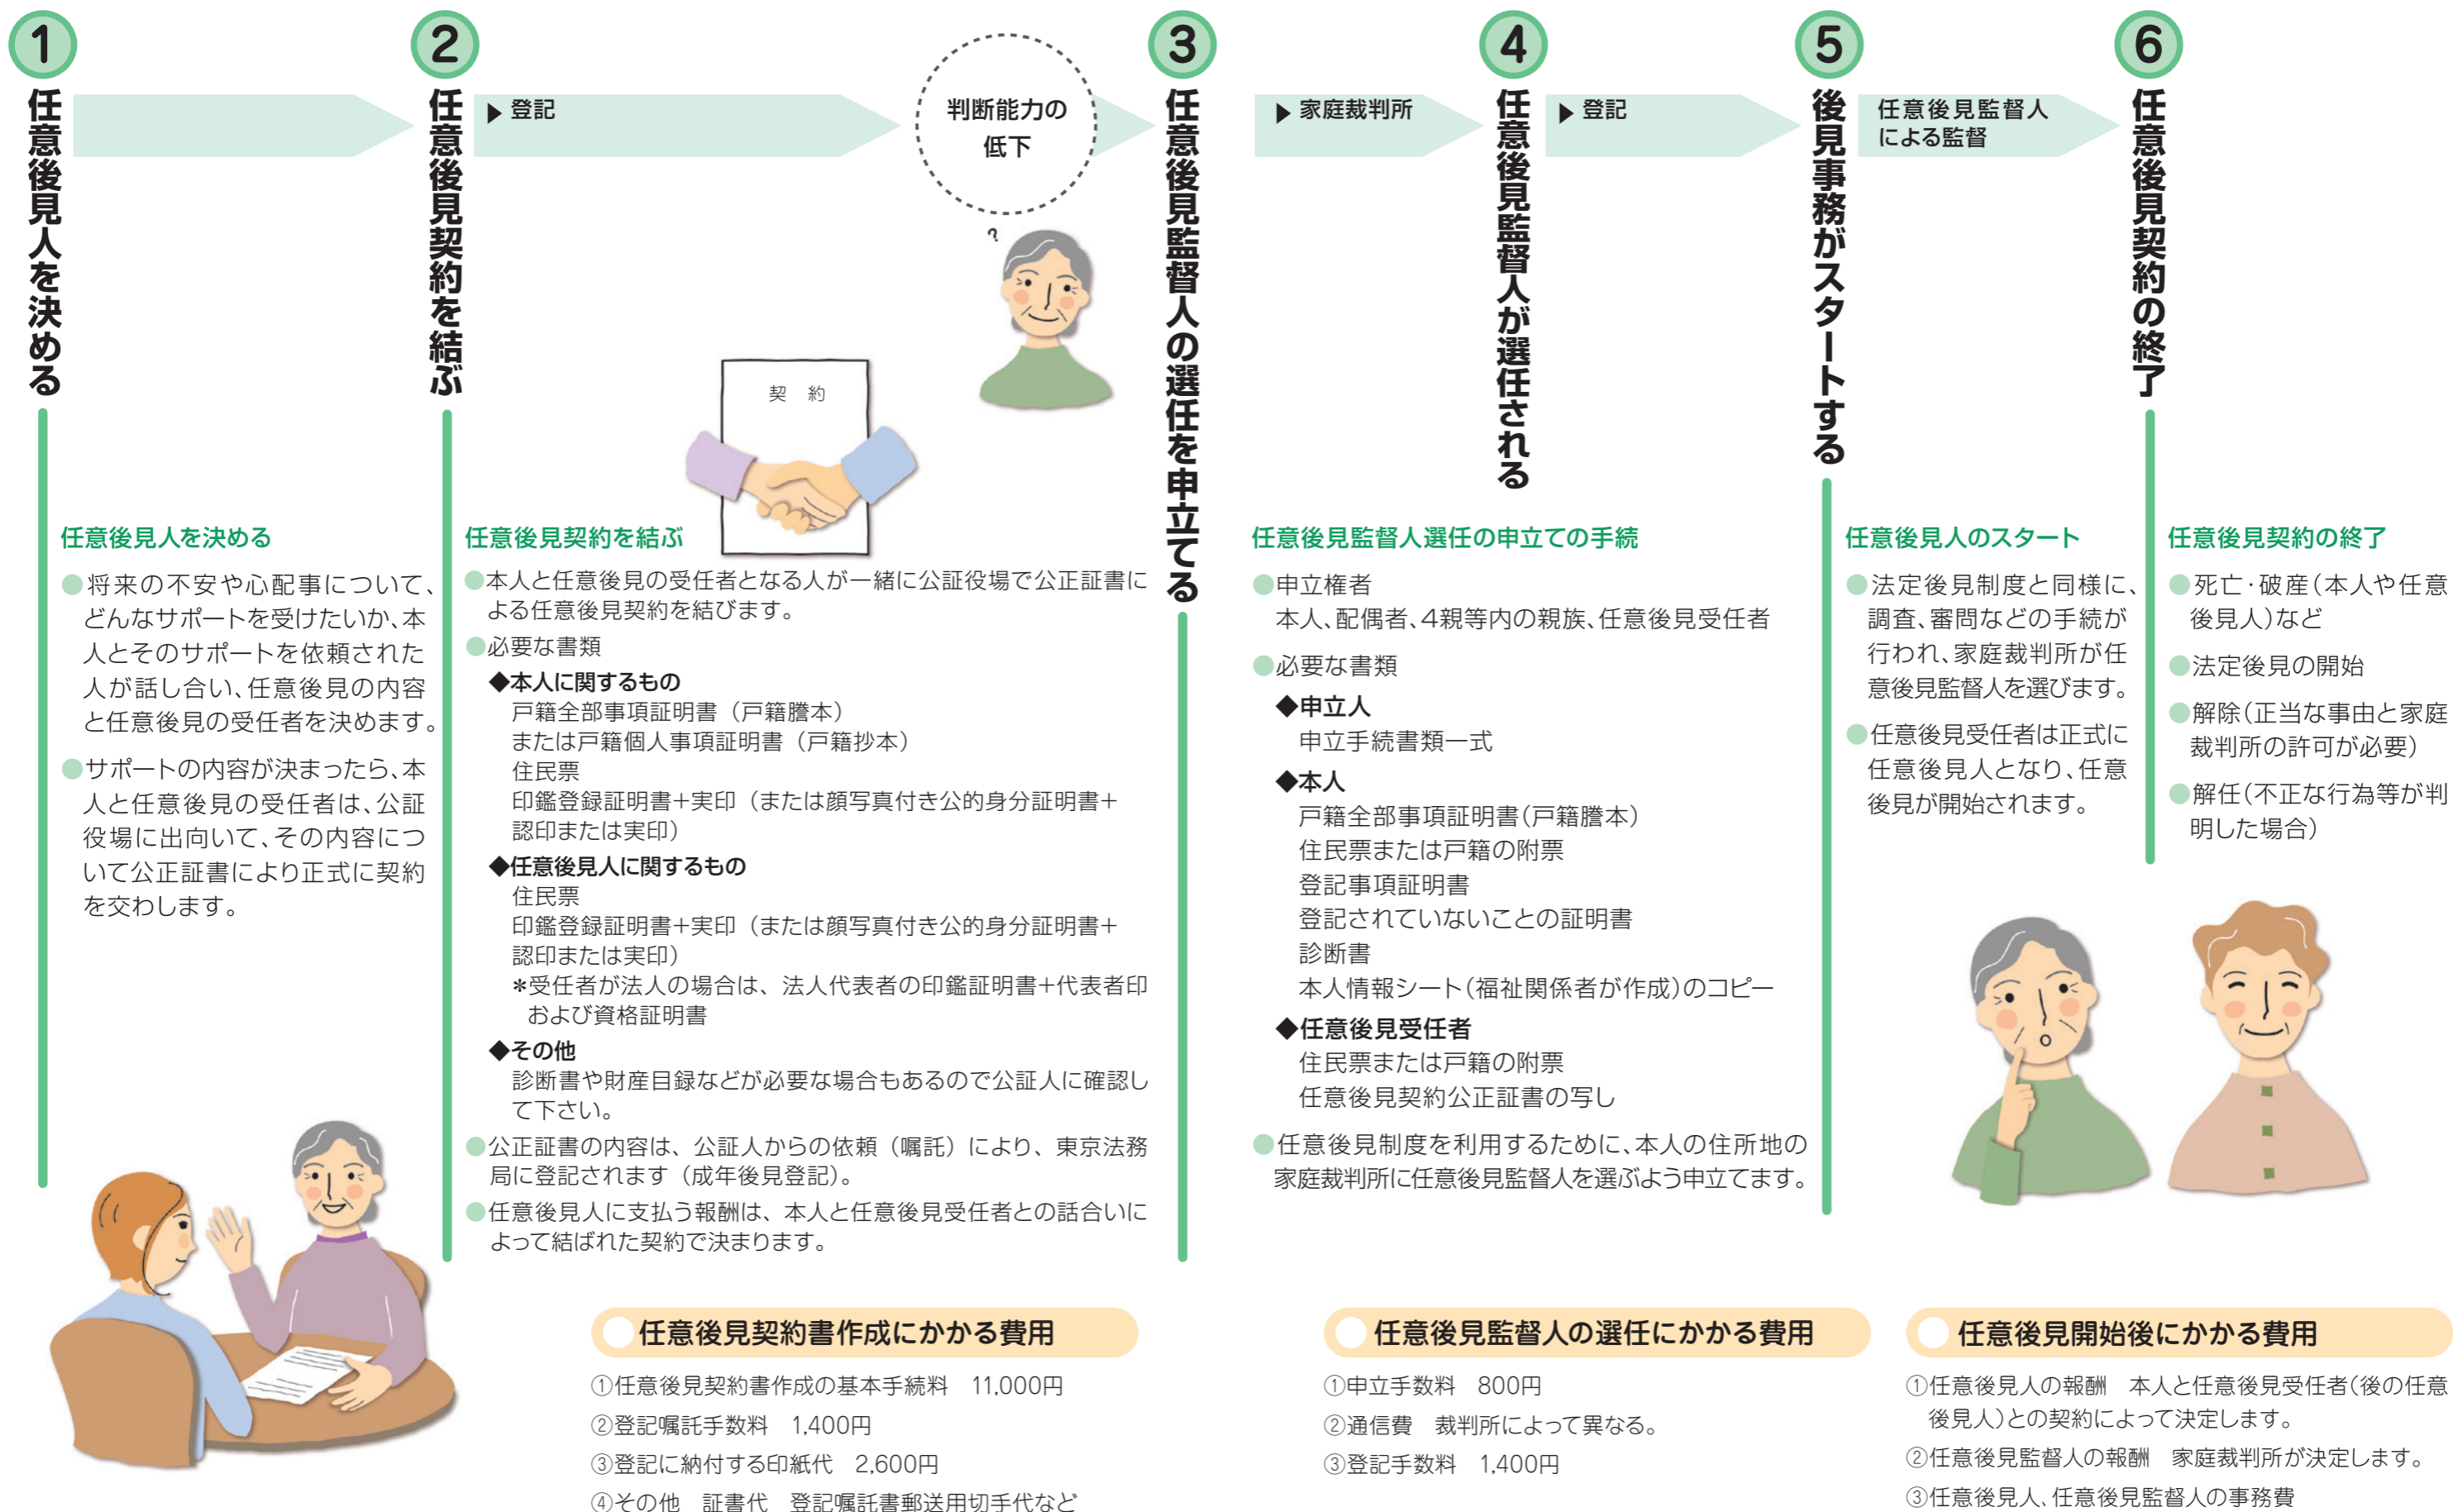 1
任意後見人を決める
2
任意後見契約を結ぶ
▶ 登記
判断能力の
低下
?
3
任意後見監督人の選任を申立てる
▶ 家庭裁判所
4
任意後見監督人が選任される
▶ 登記
5
後見事務がスタートする
任意後見監督人
による監督
6
任意後見契約の終了
契 約
任意後見人を決める
●将来の不安や心配事について、
どんなサポートを受けたいか、本
人とそのサポートを依頼された
人が話し合い、任意後見の内容
と任意後見の受任者を決めます。
●サポートの内容が決まったら、本
人と任意後見の受任者は、公証
役場に出向いて、その内容につ
いて公正証書により正式に契約
を交わします。
任意後見契約を結ぶ
●本人と任意後見の受任者となる人が一緒に公証役場で公正証書に
よる任意後見契約を結びます。
●必要な書類
◆本人に関するもの
戸籍全部事項証明書（戸籍謄本）
または戸籍個人事項証明書（戸籍抄本）
住民票
印鑑登録証明書+実印（または顔写真付き公的身分証明書+
認印または実印）
◆任意後見人に関するもの
住民票
印鑑登録証明書+実印（または顔写真付き公的身分証明書+
認印または実印）
＊受任者が法人の場合は、法人代表者の印鑑証明書+代表者印
および資格証明書
◆その他
診断書や財産目録などが必要な場合もあるので公証人に確認し
て下さい。
●公正証書の内容は、公証人からの依頼（嘱託）により、東京法務
局に登記されます（成年後見登記）。
●任意後見人に支払う報酬は、本人と任意後見受任者との話合いに
よって結ばれた契約で決まります。
任意後見監督人選任の申立ての手続
●申立権者
本人、配偶者、4親等内の親族、任意後見受任者
●必要な書類
◆申立人
申立手続書類一式
◆本人
戸籍全部事項証明書（戸籍謄本）
住民票または戸籍の附票
登記事項証明書
登記されていないことの証明書
診断書
本人情報シート（福祉関係者が作成）のコピー
◆任意後見受任者
住民票または戸籍の附票
任意後見契約公正証書の写し
●任意後見制度を利用するために、本人の住所地の
家庭裁判所に任意後見監督人を選ぶよう申立てます。
任意後見人のスタート
●法定後見制度と同様に、
調査、審問などの手続が
行われ、家庭裁判所が任
意後見監督人を選びます。
●任意後見受任者は正式に
任意後見人となり、任意
後見が開始されます。
任意後見契約の終了
●死亡・破産（本人や任意
後見人）など
●法定後見の開始
●解除（正当な事由と家庭
裁判所の許可が必要）
●解任（不正な行為等が判
明した場合）
任意後見契約書作成にかかる費用
①任意後見契約書作成の基本手続料 11,000円
②登記嘱託手数料 1,400円
③登記に納付する印紙代 2,600円
④その他 証書代 登記嘱託書郵送用切手代など
任意後見監督人の選任にかかる費用
①申立手数料 800円
②通信費 裁判所によって異なる。
③登記手数料 1,400円
任意後見開始後にかかる費用
①任意後見人の報酬 本人と任意後見受任者（後の任意
後見人）との契約によって決定します。
②任意後見監督人の報酬 家庭裁判所が決定します。
③任意後見人、任意後見監督人の事務費